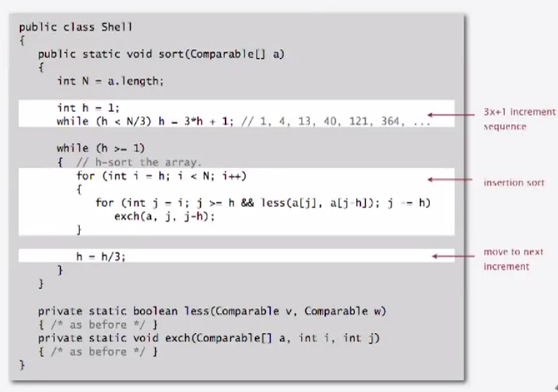 public class Shell
{
public static void sort(Comparable[] a)
{
int N = a.length;
int h = 1;
while (h < N/3) h = 3*h + 1; // 1, 4, 13, 40, 121, 364, ...
3x+1 increment
sequence
while (h >= 1)
{ // h-sort the array.
for (int i = h; i < N; i++)
insertion sort
{
for (int j = i; j >= h && less(a[j], a[j-h]); j -= h)
exch(a, j, j-h);
}
h = h/3;
move to next
increment
}
}
private static boolean less(Comparable v, Comparable w)
{ /* as before */ }
private static void exch(Comparable[] a, int i, int j)
{ /* as before */ }
}